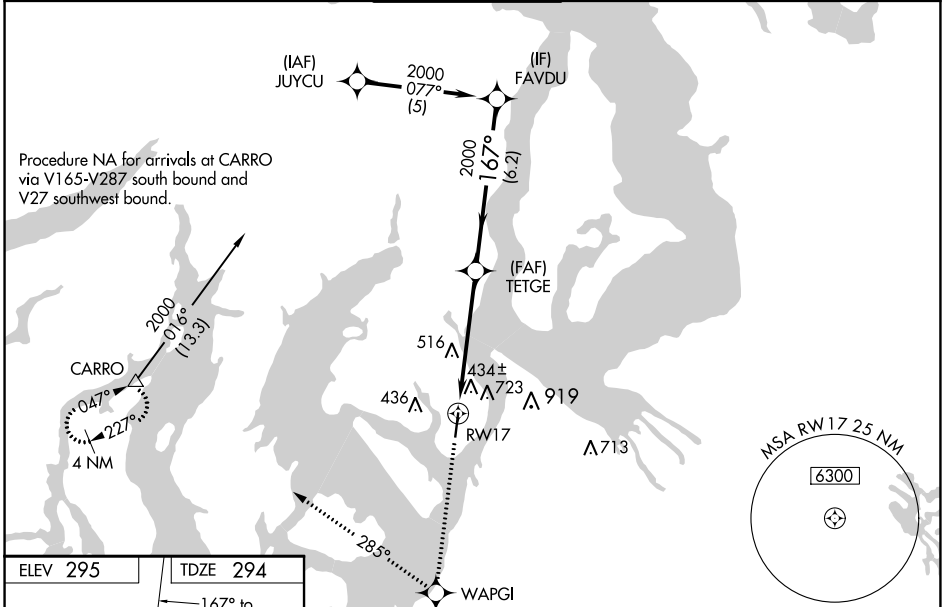 (IAF)
JUYCU
2000
077°
(5)
(IF)
FAVDU
2000
167°
(6.2)
Procedure NA for arrivals at CARRO
via V165-V287 south bound and
V27 southwest bound.
(FAF)
TETGE
2000
016°
(13.3)
CARRO
047°
227°
4 NM
516
434±
723
436
919
RW17
713
MSA RW17 25 NM
6300
285°
WAPGI
ELEV 295
TDZE 294
167° to